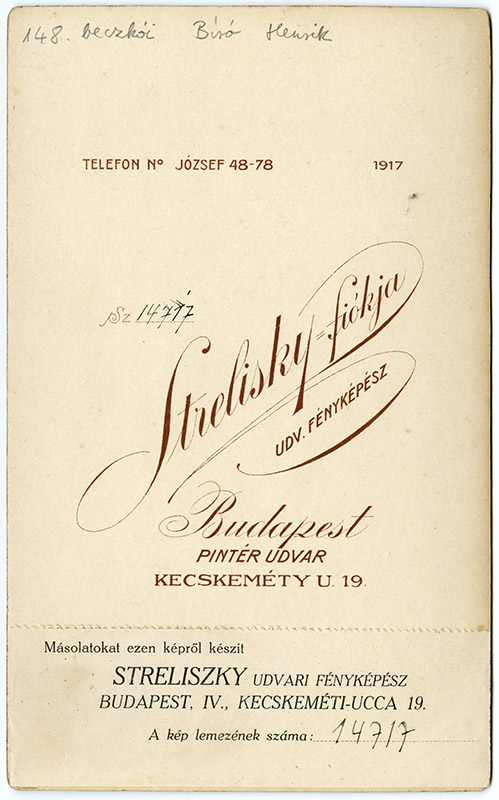 148. beczkói Bíró Henrik
TELEFON Nº JÓZSEF 48-78 1917
Sz 14717
Strelisky=fiókja
UDV. FÉNYKÉPÉSZ
Budapest
PINTÉR UDVAR
KECSKEMÉTY U. 19.
Másolatokat ezen képről készit
STRELISZKY UDVARI FÉNYKÉPÉSZ
BUDAPEST, IV., KECSKEMÉTI-UCCA 19.
A kép lemezének száma: 14717